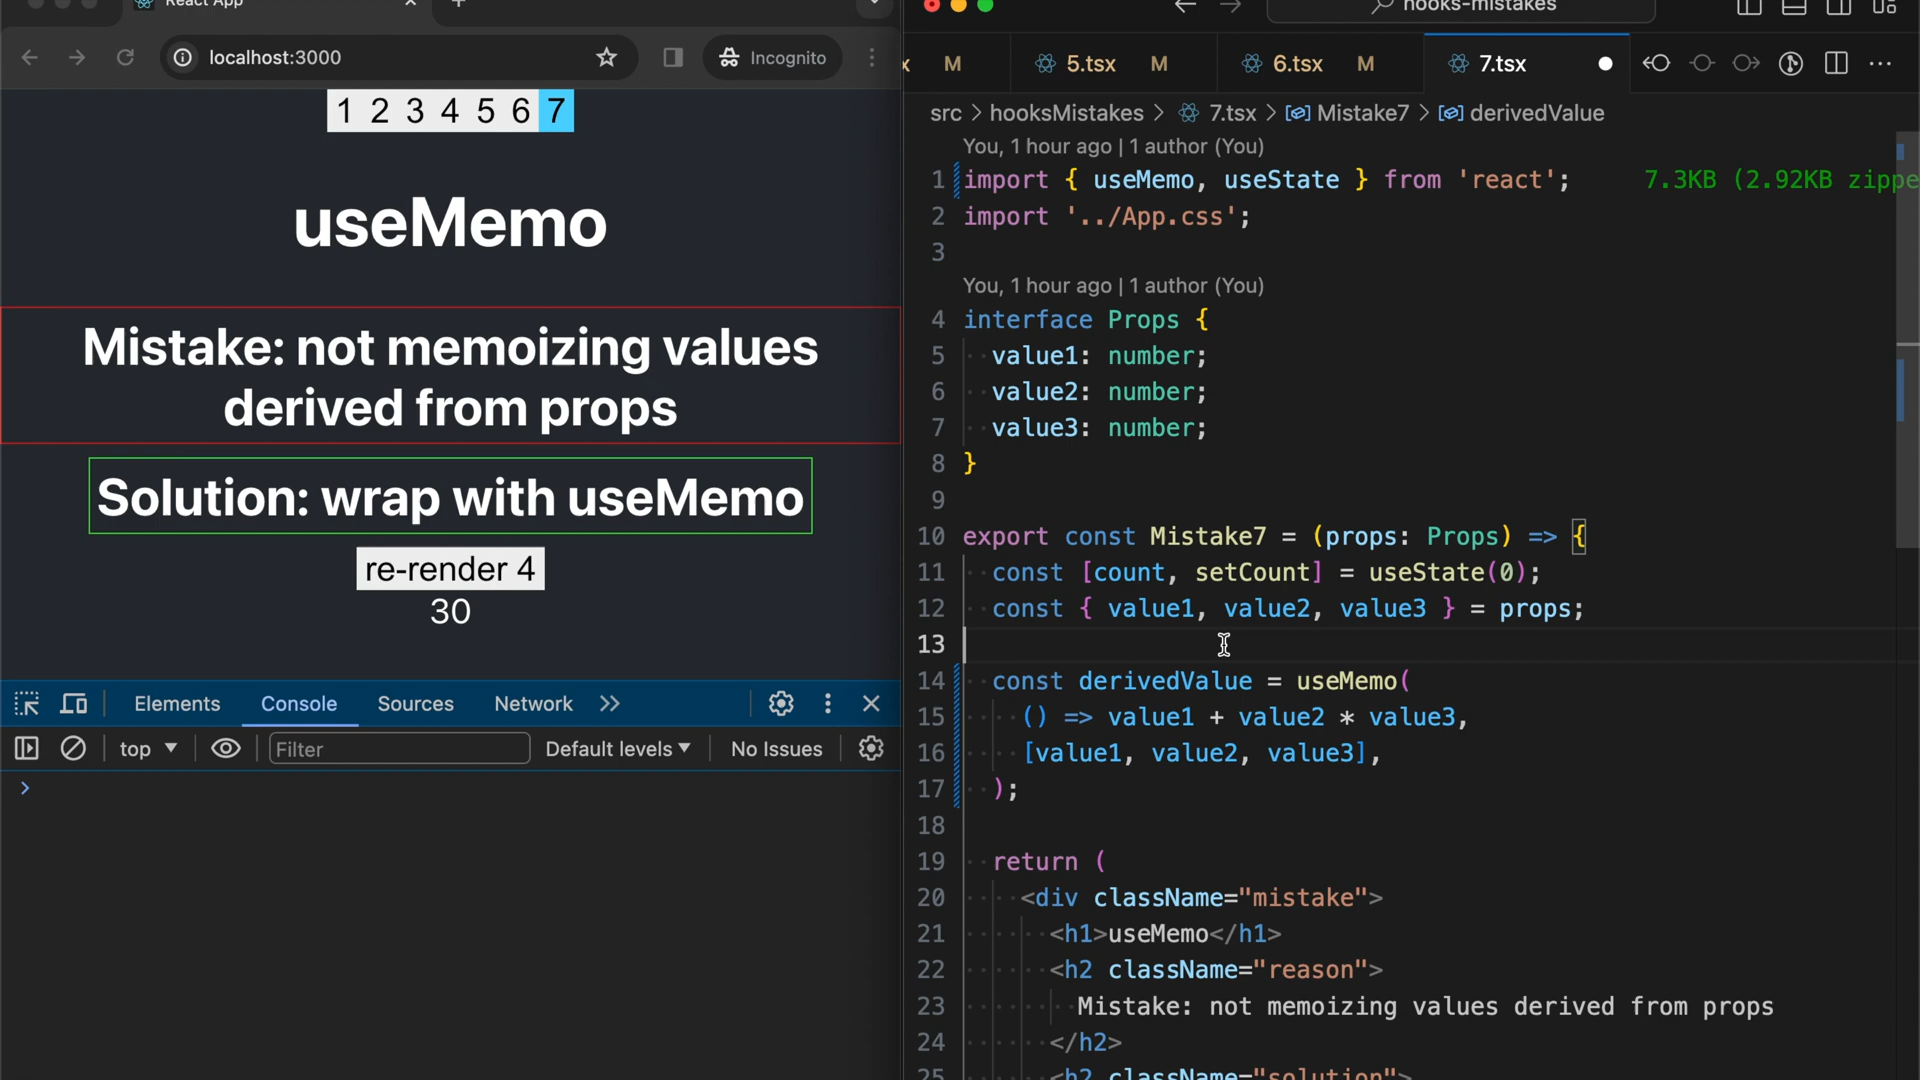 React App
localhost:3000
Incognito
1 2 3 4 5 6 7
useMemo
Mistake: not memoizing values
derived from props
Solution: wrap with useMemo
re-render 4
30
Elements Console Sources Network
top Filter Default levels No Issues
hooks-mistakes
M 5.tsx M 6.tsx M 7.tsx
src > hooksMistakes > 7.tsx > Mistake7 > derivedValue
You, 1 hour ago | 1 author (You)
1 import { useMemo, useState } from 'react'; 7.3KB (2.92KB zippe
2 import '../App.css';
3
You, 1 hour ago | 1 author (You)
4 interface Props {
5 value1: number;
6 value2: number;
7 value3: number;
8 }
9
10 export const Mistake7 = (props: Props) => {
11 const [count, setCount] = useState(0);
12 const { value1, value2, value3 } = props;
13
14 const derivedValue = useMemo(
15 () => value1 + value2 * value3,
16 [value1, value2, value3],
17 );
18
19 return (
20 <div className="mistake">
21 <h1>useMemo</h1>
22 <h2 className="reason">
23 Mistake: not memoizing values derived from props
24 </h2>
25 <h2 className="solution">